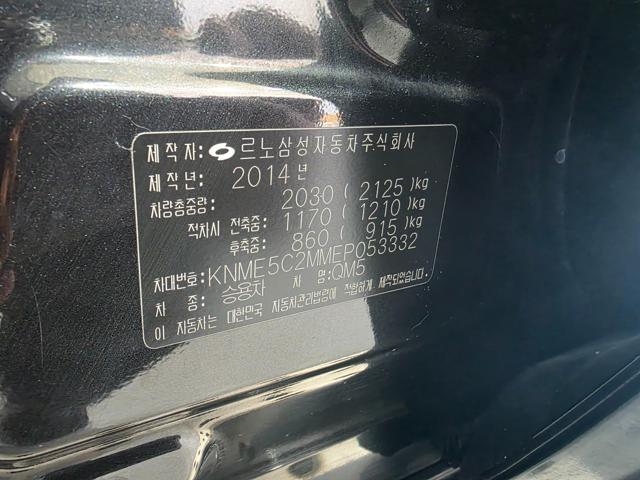 제작자: 르노삼성자동차주식회사
제작년: 2014년
차량총중량: 2030( 2125)kg
적차시 전축중: 1170( 1210)kg
후축중: 860( 915)kg
차대번호: KNME5C2MMEP053332
차 종: 승용차 차 명: QM5
이 자동차는 대한민국 자동차관리법령에 적합하게 제작되었습니다.